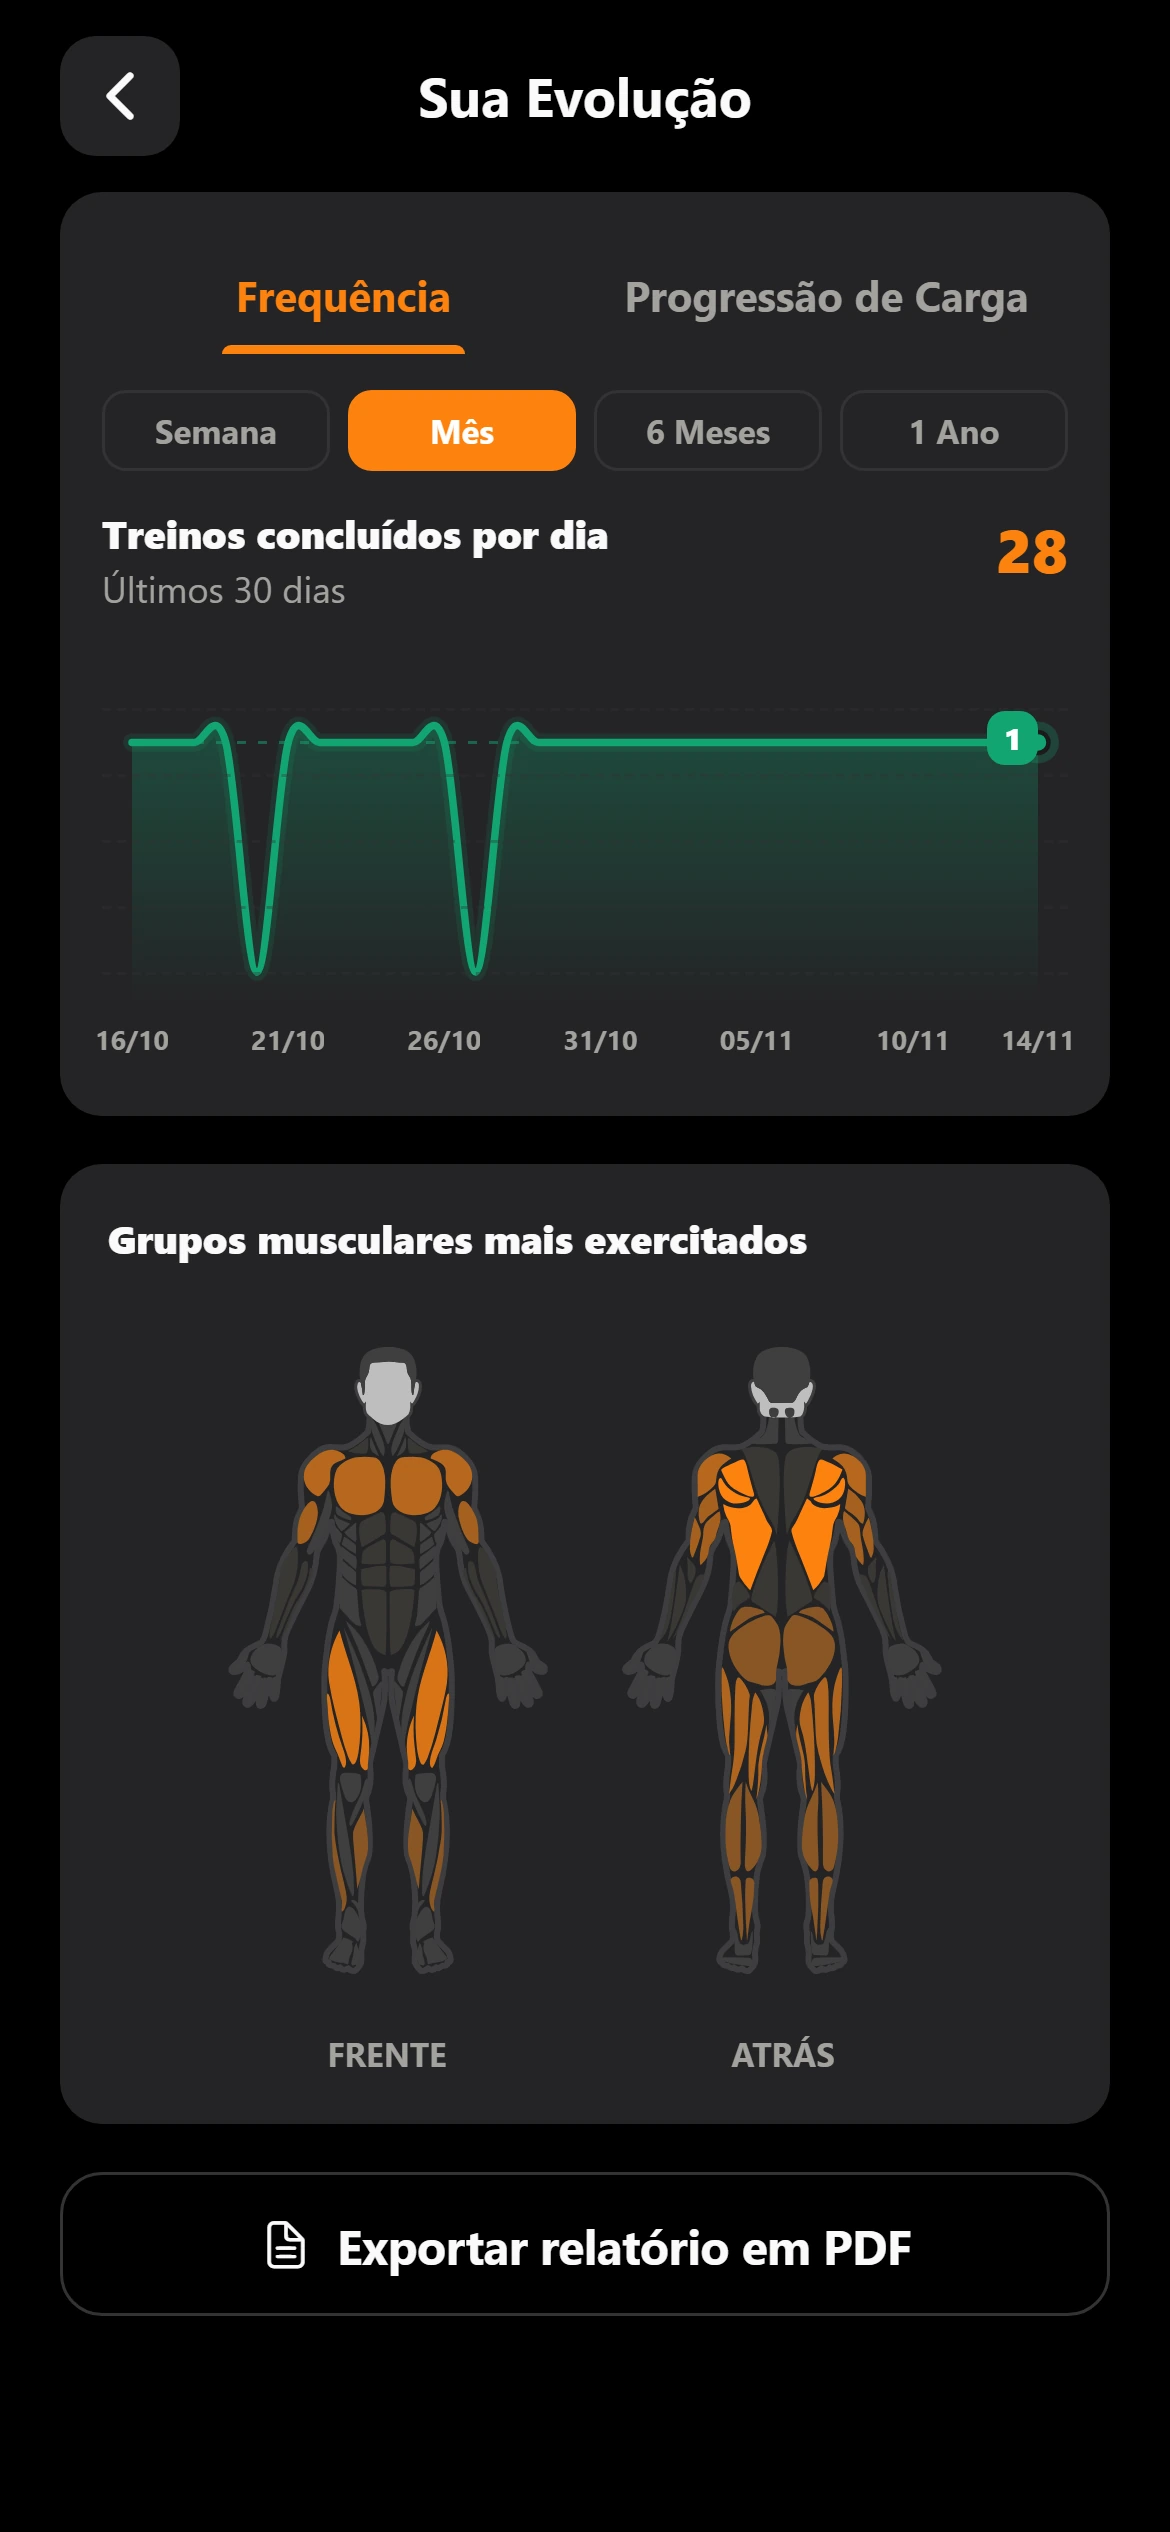 Sua Evolução
Frequência
Progressão de Carga
Semana
Mês
6 Meses
1 Ano
Treinos concluídos por dia
28
Últimos 30 dias
1
16/10
21/10
26/10
31/10
05/11
10/11
14/11
Grupos musculares mais exercitados
FRENTE
ATRÁS
Exportar relatório em PDF